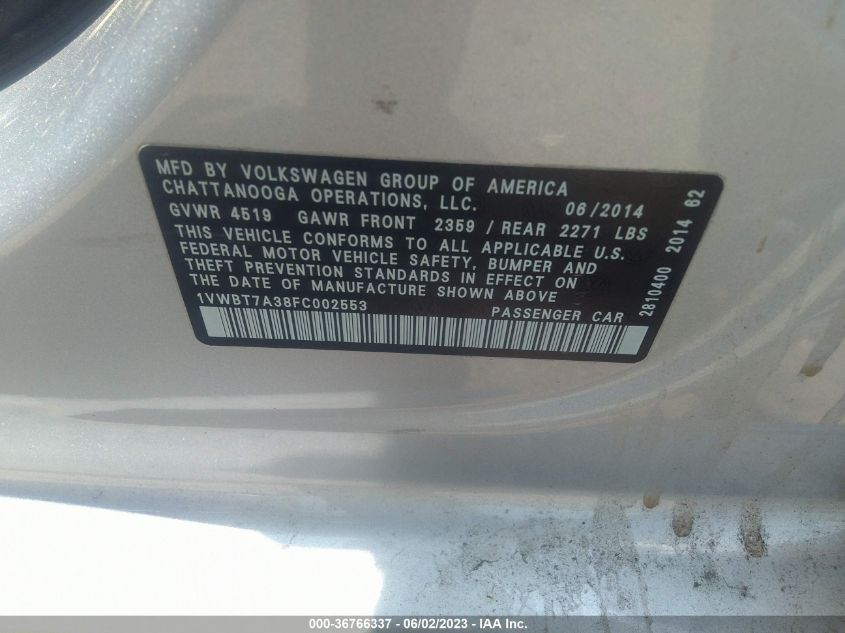 MFD BY VOLKSWAGEN GROUP OF AMERICA
CHATTANOOGA OPERATIONS, LLC. 06/2014
GVWR 4519 GAWR FRONT 2359 / REAR 2271 LBS
THIS VEHICLE CONFORMS TO ALL APPLICABLE U.S.
FEDERAL MOTOR VEHICLE SAFETY, BUMPER AND
THEFT PREVENTION STANDARDS IN EFFECT ON
THE DATE OF MANUFACTURE SHOWN ABOVE
1VWBT7A38FC002553 PASSENGER CAR
2810400 2014 62
000-36766337 - 06/02/2023 - IAA Inc.